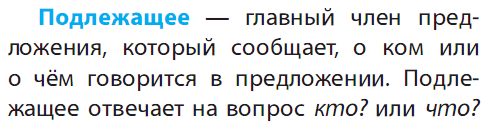 Подлежащее — главный член пред-
ложения, который сообщает, о ком или
о чём говорится в предложении. Подле-
жащее отвечает на вопрос кто? или что?